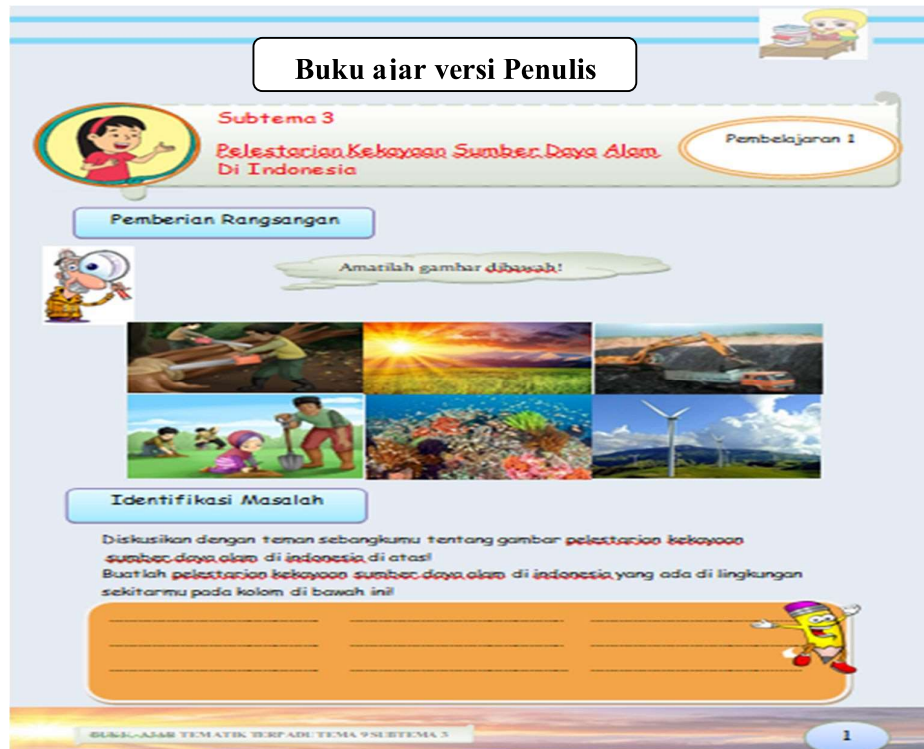 Buku ajar versi Penulis
Subtema 3
Pelestarian Kekayaan Sumber Daya Alam
Di Indonesia
Pembelajaran 1
Pemberian Rangsangan
Amatilah gambar dibawah!
Identifikasi Masalah
Diskusikan dengan teman sebangkumu tentang gambar pelestarian kekayaan
sumber daya alam di indonesia di atas!
Buatlah pelestarian kekayaan sumber daya alam di indonesia yang ada di lingkungan
sekitarmu pada kolom di bawah ini!
BUKU AJAR TEMATIK TERPADU TEMA 9 SUBTEMA 3
1